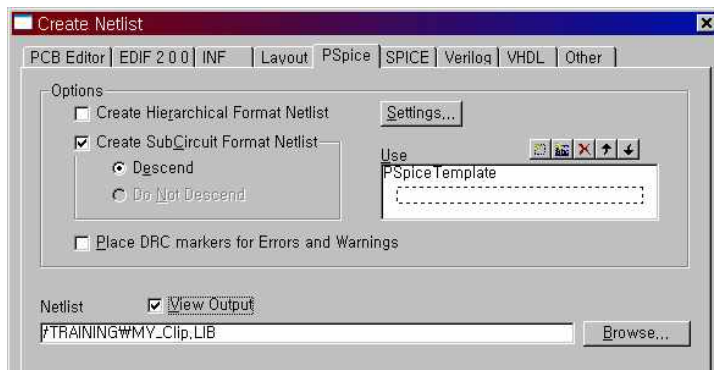 Create Netlist
PCB Editor EDIF 2 0 0 INF Layout PSpice SPICE Verilog VHDL Other
Options
Create Hierarchical Format Netlist Settings...
Create SubCircuit Format Netlist
Use
Descend
PSpiceTemplate
Do Not Descend
Place DRC markers for Errors and Warnings
Netlist View Output
/TRAINING₩MY_Clip.LIB Browse...